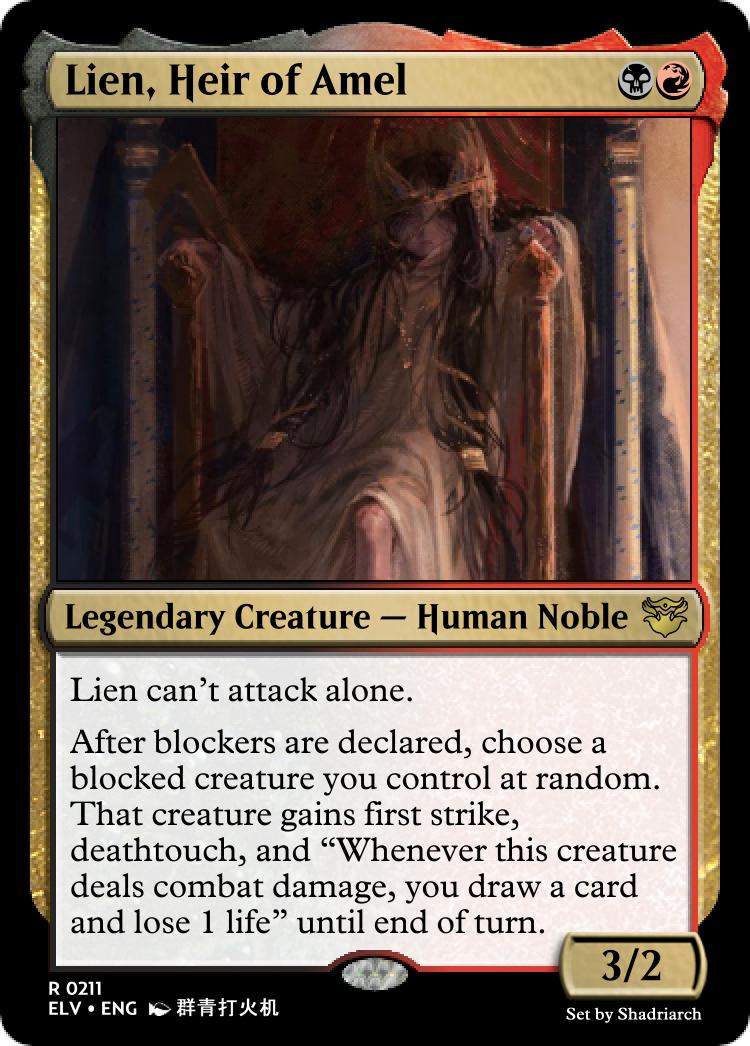 Lien, Heir of Amel
Legendary Creature — Human Noble
Lien can’t attack alone.
After blockers are declared, choose a
blocked creature you control at random.
That creature gains first strike,
deathtouch, and “Whenever this creature
deals combat damage, you draw a card
and lose 1 life” until end of turn.
3/2
R 0211
ELV • ENG 群青打火机
Set by Shadriarch